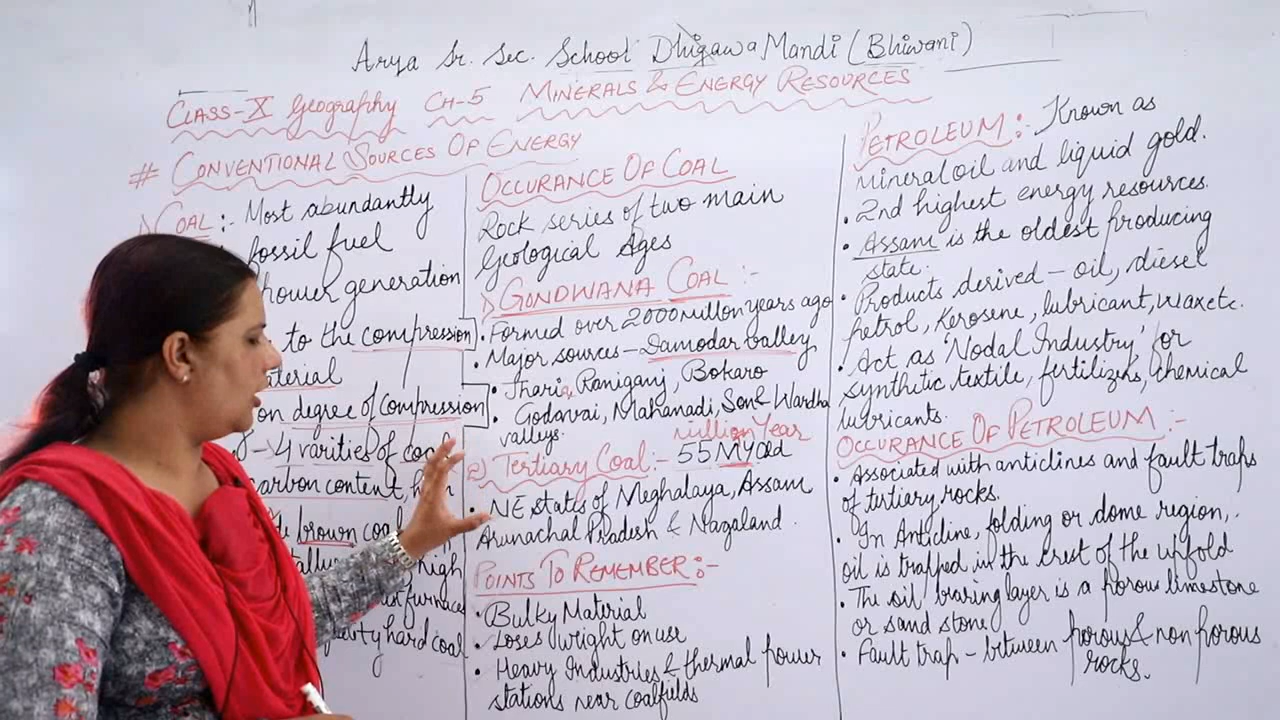 Arya Sr. Sec. School Dhigawa Mandi (Bhiwani)
CLASS-X Geography CH-5 MINERALS & ENERGY RESOURCES
# CONVENTIONAL SOURCES OF ENERGY
1) COAL :- Most abundantly
fossil fuel
power generation
to the compression
material
on degree of compression
4 varities of coal
carbon content, high
brown coal
high
furnace
hard coal
OCCURANCE OF COAL
Rock series of two main
Geological Ages
1) GONDWANA COAL :-
• Formed over 2000 Million years ago
• Major sources - Damodar valley
• Jharia, Raniganj, Bokaro
• Godavai, Mahanadi, Son & Wardha
valleys.
million Year
2) TERTIARY COAL :- 55 MY Old
• NE states of Meghalaya, Assam
Arunachal Pradesh & Nagaland.
POINTS TO REMEMBER :-
• Bulky Material
• Loses wright on use
• Heavy Industries & thermal power
stations near coalfields
PETROLEUM :- Known as
Mineral oil and liquid gold.
• 2nd highest energy resources.
• Assam is the oldest producing
state.
• Products derived - oil, diesel
petrol, Kerosene, lubricant, wax etc.
• Act as 'Nodal Industry' for
synthetic textile, fertilizers, chemical
lubricants.
OCCURANCE OF PETROLEUM :-
• Associated with anticlines and fault traps
of tertiary rocks.
• In Anticline, folding or dome region,
oil is trapped in the crest of the upfold
• The oil bearing layer is a porous limestone
or sand stone
• Fault trap - between porous & non porous
rocks.